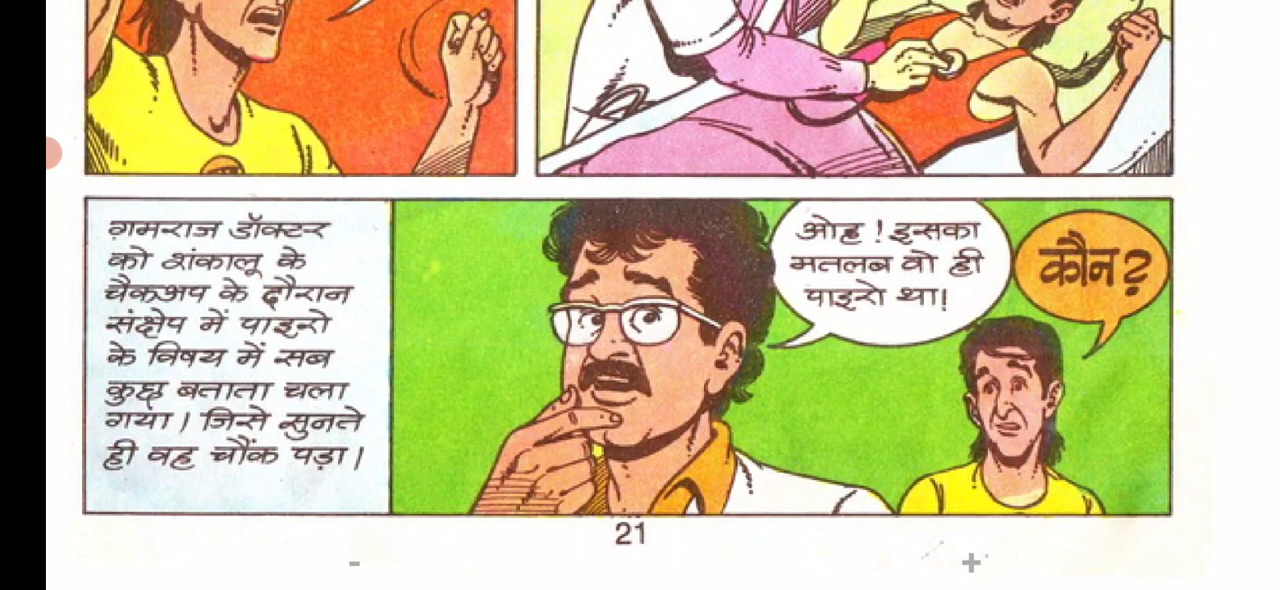 ग़मराज डॉक्टर
को शंकालू के
चैकअप के दौरान
संक्षेप में पाइरो
के विषय में सब
कुछ बताता चला
गया। जिसे सुनते
ही वह चौंक पड़ा।
ओह ! इसका
मतलब वो ही
पाइरो था!
कौन?
21